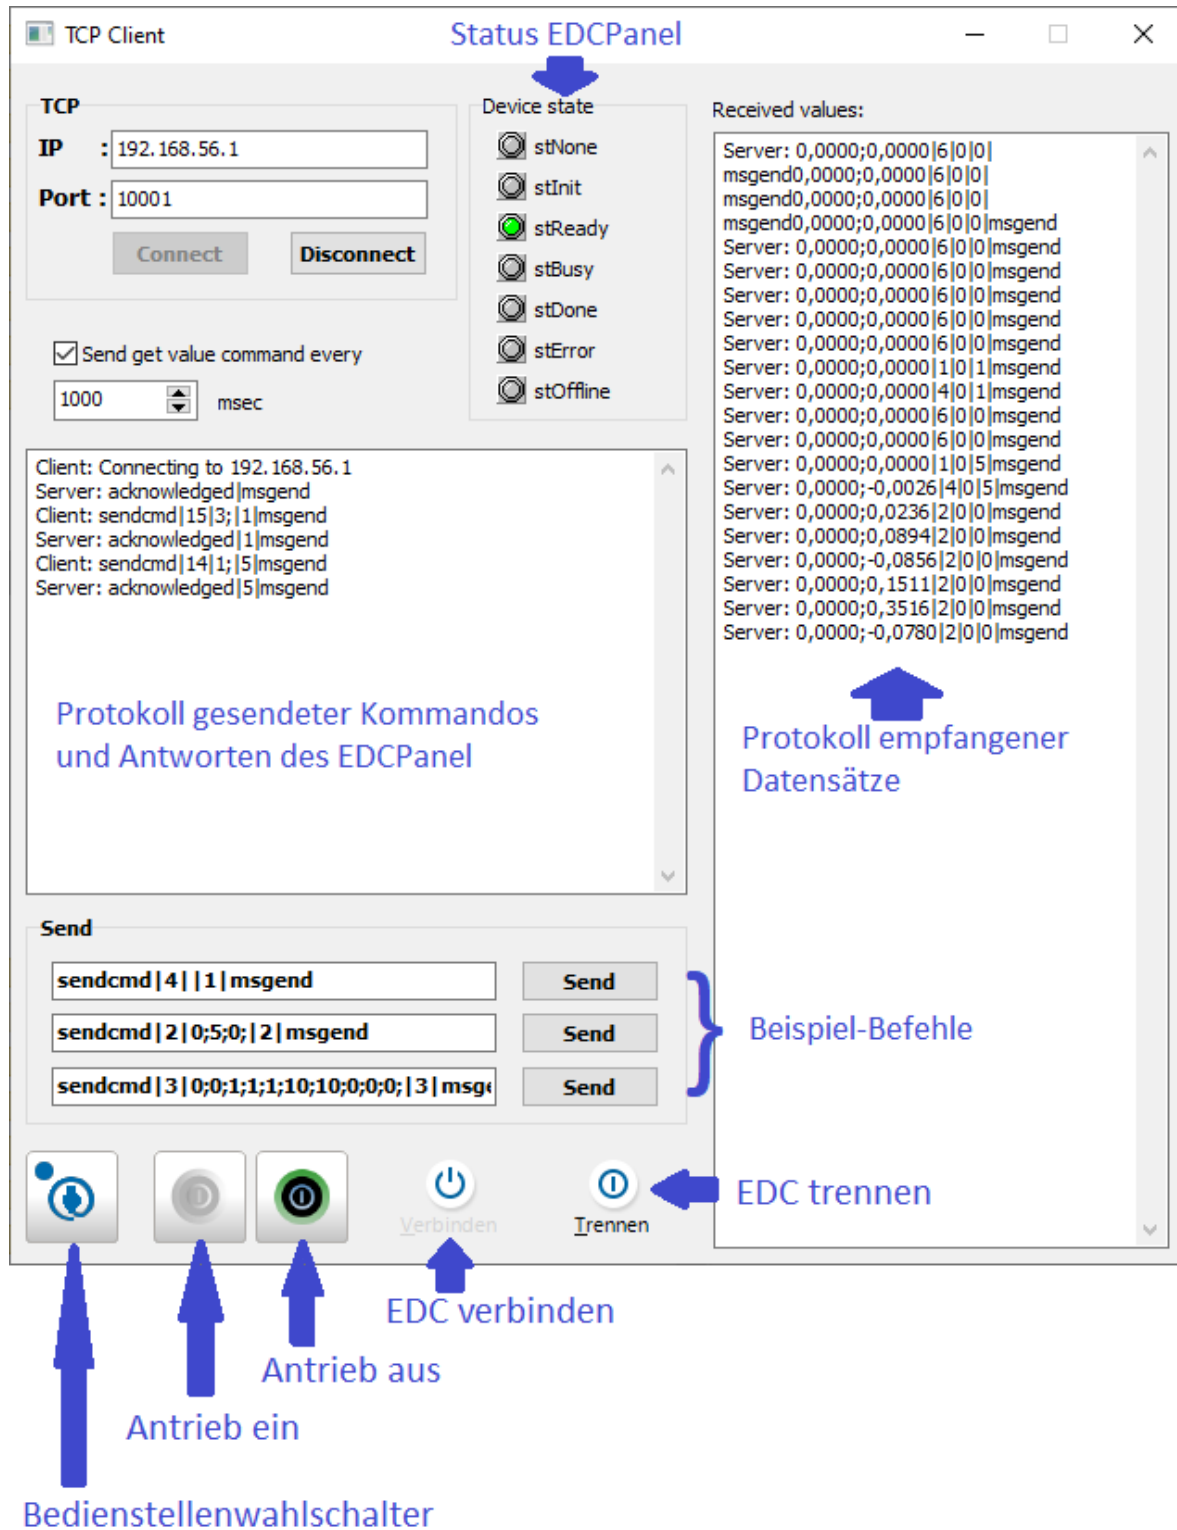 TCP Client
Status EDCPanel
TCP
IP : 192.168.56.1
Port : 10001
Connect Disconnect
Send get value command every
1000 msec
Device state
stNone
stInit
stReady
stBusy
stDone
stError
stOffline
Received values:
Server: 0,0000;0,0000|6|0|0|
msgend0,0000;0,0000|6|0|0|
msgend0,0000;0,0000|6|0|0|
msgend0,0000;0,0000|6|0|0|msgend
Server: 0,0000;0,0000|6|0|0|msgend
Server: 0,0000;0,0000|6|0|0|msgend
Server: 0,0000;0,0000|6|0|0|msgend
Server: 0,0000;0,0000|6|0|0|msgend
Server: 0,0000;0,0000|6|0|0|msgend
Server: 0,0000;0,0000|1|0|1|msgend
Server: 0,0000;0,0000|4|0|1|msgend
Server: 0,0000;0,0000|6|0|0|msgend
Server: 0,0000;0,0000|6|0|0|msgend
Server: 0,0000;0,0000|1|0|5|msgend
Server: 0,0000;-0,0026|4|0|5|msgend
Server: 0,0000;0,0236|2|0|0|msgend
Server: 0,0000;0,0894|2|0|0|msgend
Server: 0,0000;-0,0856|2|0|0|msgend
Server: 0,0000;0,1511|2|0|0|msgend
Server: 0,0000;0,3516|2|0|0|msgend
Server: 0,0000;-0,0780|2|0|0|msgend
Protokoll empfangener
Datensätze
Client: Connecting to 192.168.56.1
Server: acknowledged|msgend
Client: sendcmd|15|3;|1|msgend
Server: acknowledged|1|msgend
Client: sendcmd|14|1;|5|msgend
Server: acknowledged|5|msgend
Protokoll gesendeter Kommandos
und Antworten des EDCPanel
Send
sendcmd|4||1|msgend Send
sendcmd|2|0;5;0;|2|msgend Send
sendcmd|3|0;0;1;1;1;10;10;0;0;0;|3|msge Send
Beispiel-Befehle
Verbinden
Trennen
EDC trennen
EDC verbinden
Antrieb aus
Antrieb ein
Bedienstellenwahlschalter